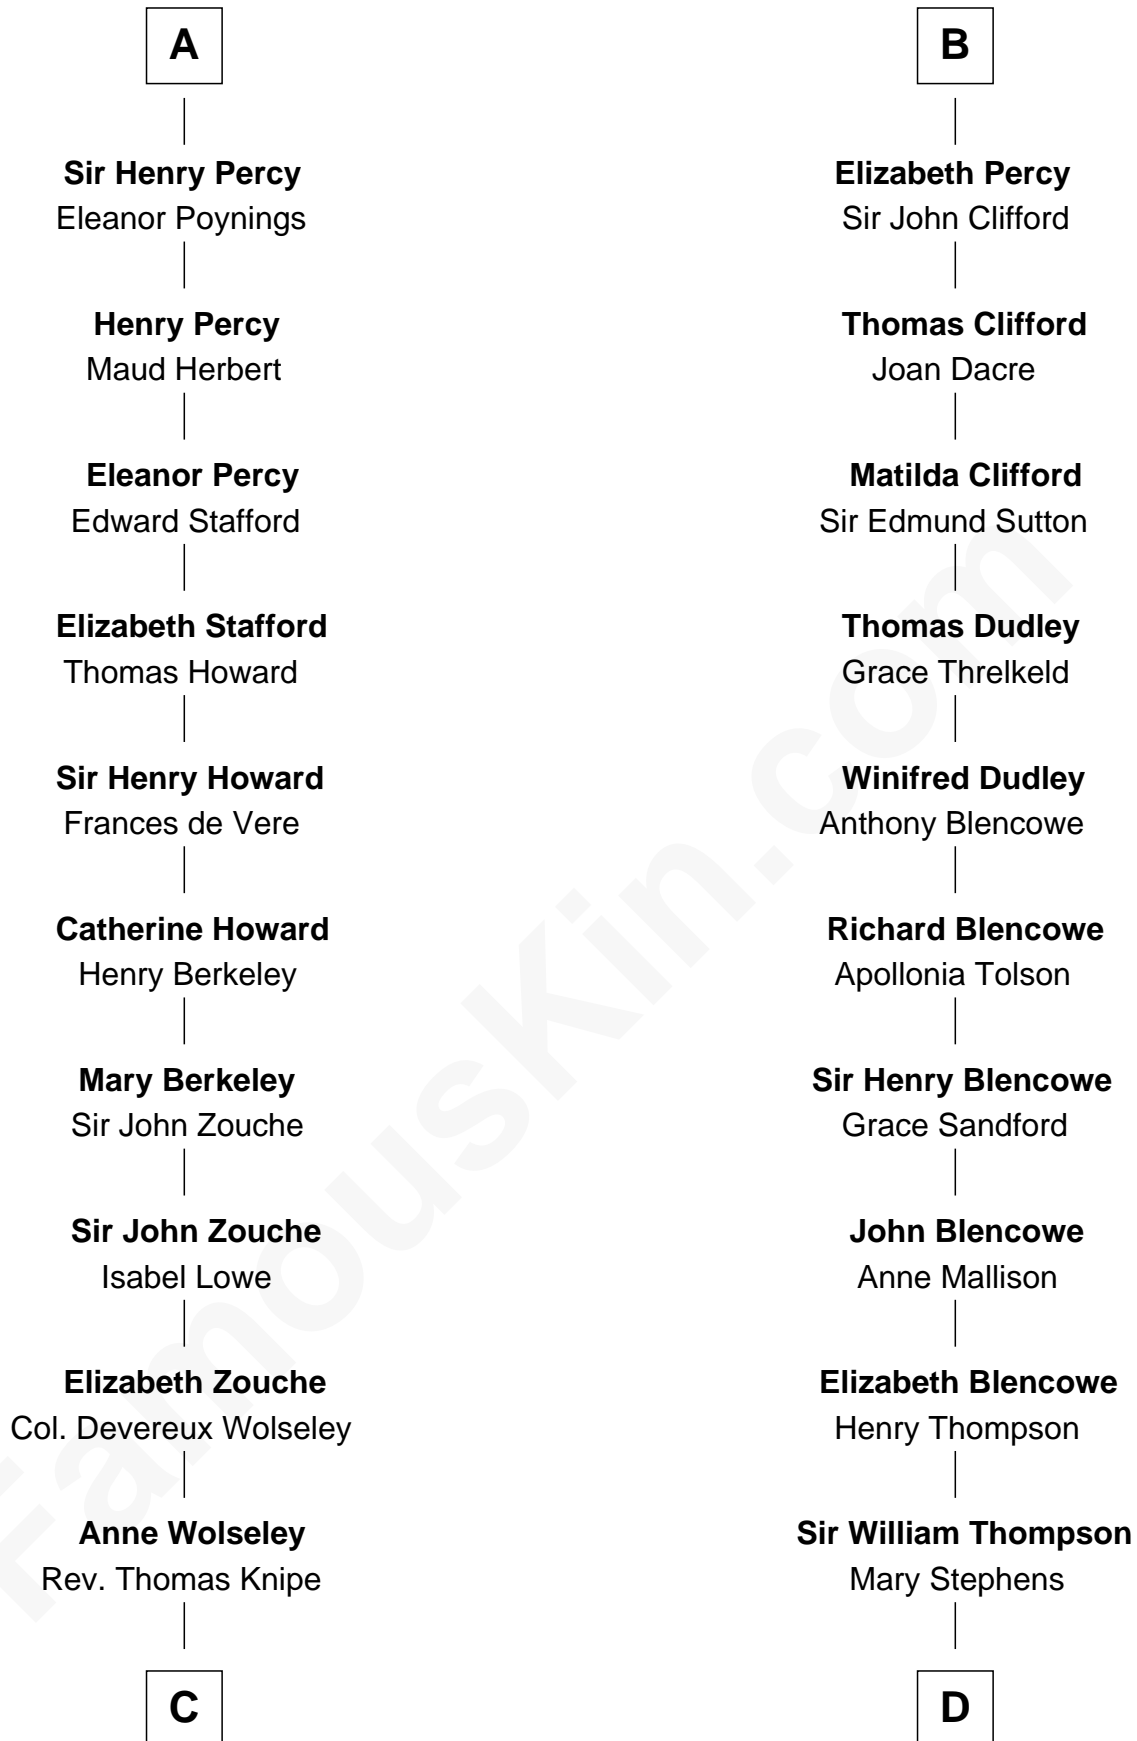 A
Sir Henry Percy
Eleanor Poynings
Henry Percy
Maud Herbert
Eleanor Percy
Edward Stafford
Elizabeth Stafford
Thomas Howard
Sir Henry Howard
Frances de Vere
Catherine Howard
Henry Berkeley
Mary Berkeley
Sir John Zouche
Sir John Zouche
Isabel Lowe
Elizabeth Zouche
Col. Devereux Wolseley
Anne Wolseley
Rev. Thomas Knipe
C
B
Elizabeth Percy
Sir John Clifford
Thomas Clifford
Joan Dacre
Matilda Clifford
Sir Edmund Sutton
Thomas Dudley
Grace Threlkeld
Winifred Dudley
Anthony Blencowe
Richard Blencowe
Apollonia Tolson
Sir Henry Blencowe
Grace Sandford
John Blencowe
Anne Mallison
Elizabeth Blencowe
Henry Thompson
Sir William Thompson
Mary Stephens
D
FamousKin.com